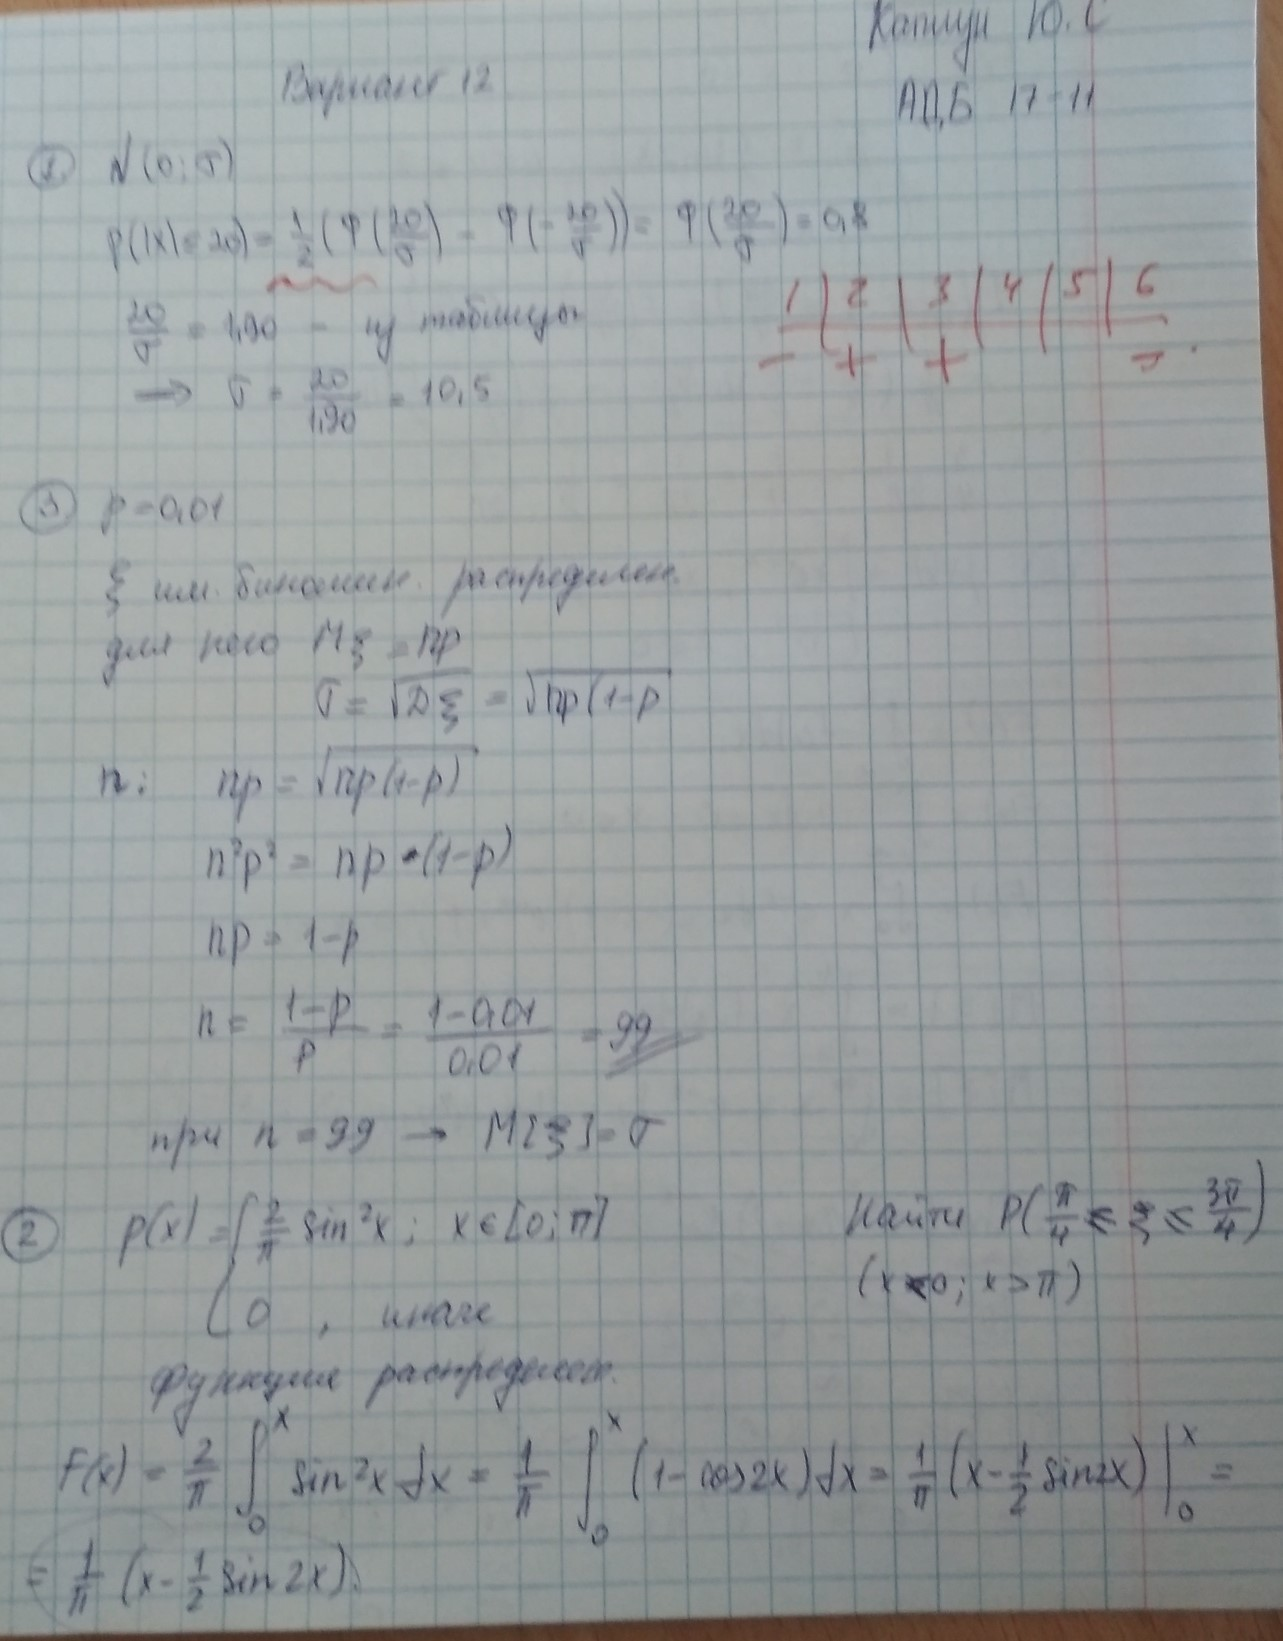 Ю. С
Вариант 12
АДБ 17-11
① N(0; σ)
P(|X|≤20) = 1/2 (Φ(20/σ) - Φ(-20/σ)) = Φ(20/σ) = 0,8
1 | 2 | 3 | 4 | 5 | 6
20/σ = 1,90 - из таблицы
- + +
→ σ = 20/1,90 = 10,5
③ p = 0,01
ξ им. биномин. распределен.
для него Mξ = np
σ = √Dξ = √np(1-p
n: np = √np(1-p)
n²p² = np · (1-p)
np = 1-p
n = (1-p)/p = (1-0,01)/0,01 = 99
при n = 99 → M[ξ] = σ
② p(x) = { 2/π sin²x; x ∈ [0; π] Найти P(π/4 ≤ ξ ≤ 3π/4)
0, иначе (x<0; x>π)
функция распределен.
F(x) = 2/π ∫₀ˣ sin²x dx = 1/π ∫₀ˣ (1-cos2x)dx = 1/π (x - 1/2 sin2x) |₀ˣ =
= 1/π (x - 1/2 sin2x).